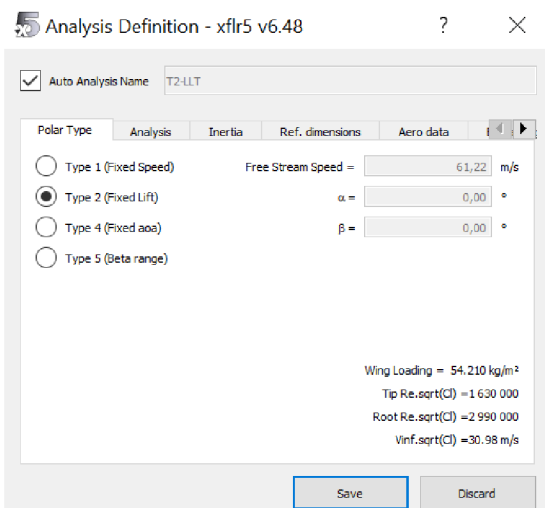 Analysis Definition - xflr5 v6.48 ?
Auto Analysis Name T2-LLT
Polar Type Analysis Inertia Ref. dimensions Aero data
Type 1 (Fixed Speed) Free Stream Speed = 61,22 m/s
Type 2 (Fixed Lift) α = 0,00 °
Type 4 (Fixed aoa) β = 0,00 °
Type 5 (Beta range)
Wing Loading = 54.210 kg/m²
Tip Re.sqrt(Cl) =1 630 000
Root Re.sqrt(Cl) =2 990 000
Vinf.sqrt(Cl) =30.98 m/s
Save Discard